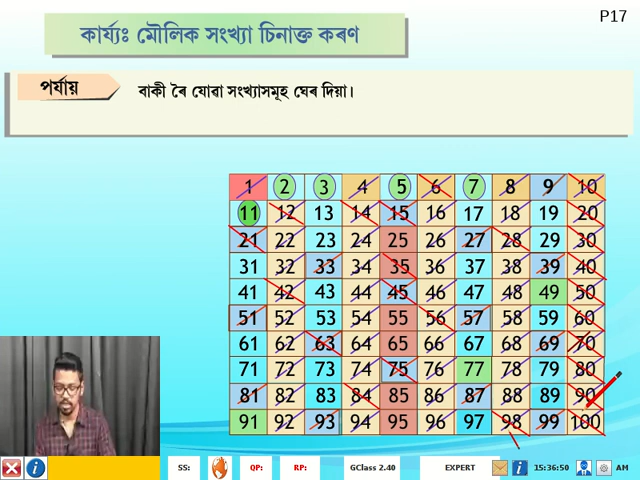 P17
কাৰ্য্যঃ মৌলিক সংখ্যা চিনাক্ত কৰণ
পৰ্যায়
বাকী ৰৈ যোৱা সংখ্যাসমূহ ঘেৰ দিয়া।
1 2 3 4 5 6 7 8 9 10
11 12 13 14 15 16 17 18 19 20
21 22 23 24 25 26 27 28 29 30
31 32 33 34 35 36 37 38 39 40
41 42 43 44 45 46 47 48 49 50
51 52 53 54 55 56 57 58 59 60
61 62 63 64 65 66 67 68 69 70
71 72 73 74 75 76 77 78 79 80
81 82 83 84 85 86 87 88 89 90
91 92 93 94 95 96 97 98 99 100
SS: QP: RP: GClass 2.40 EXPERT 15:36:50 AM